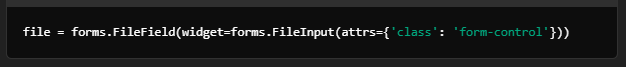 file = forms.FileField(widget=forms.FileInput(attrs={'class': 'form-control'}))